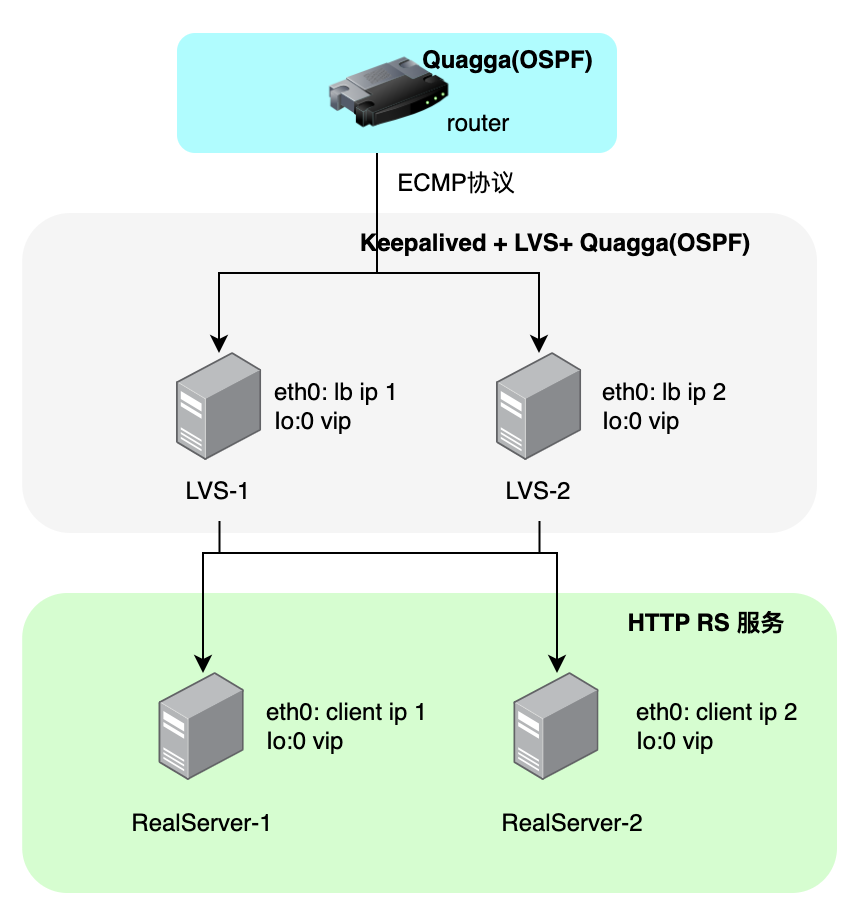 Quagga(OSPF)
router
ECMP协议
Keepalived + LVS+ Quagga(OSPF)
eth0: lb ip 1
lo:0 vip
LVS-1
eth0: lb ip 2
lo:0 vip
LVS-2
HTTP RS 服务
eth0: client ip 1
lo:0 vip
RealServer-1
eth0: client ip 2
lo:0 vip
RealServer-2